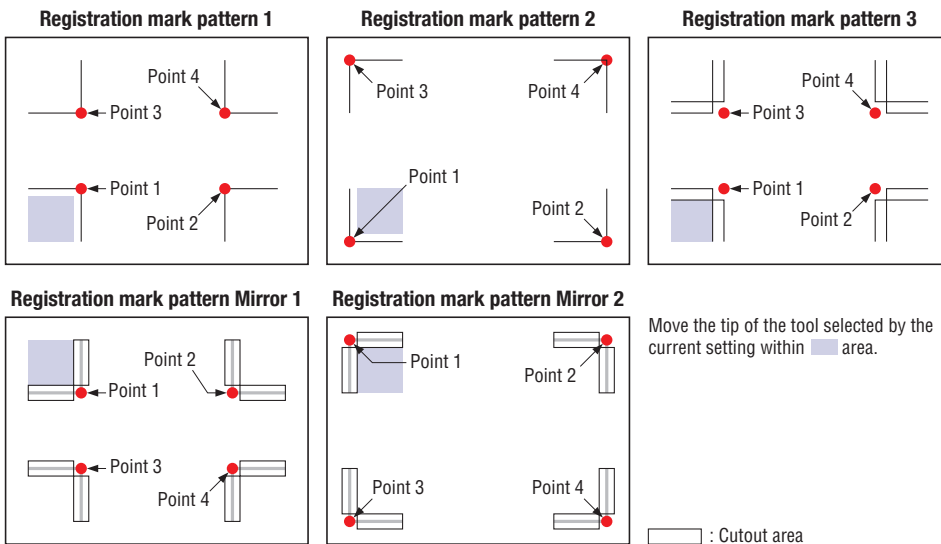 Registration mark pattern 1
Point 4
Point 3
Point 1
Point 2
Registration mark pattern 2
Point 3
Point 4
Point 1
Point 2
Registration mark pattern 3
Point 4
Point 3
Point 1
Point 2
Registration mark pattern Mirror 1
Point 2
Point 1
Point 3
Point 4
Registration mark pattern Mirror 2
Point 1
Point 2
Point 3
Point 4
Move the tip of the tool selected by the
current setting within area.
: Cutout area